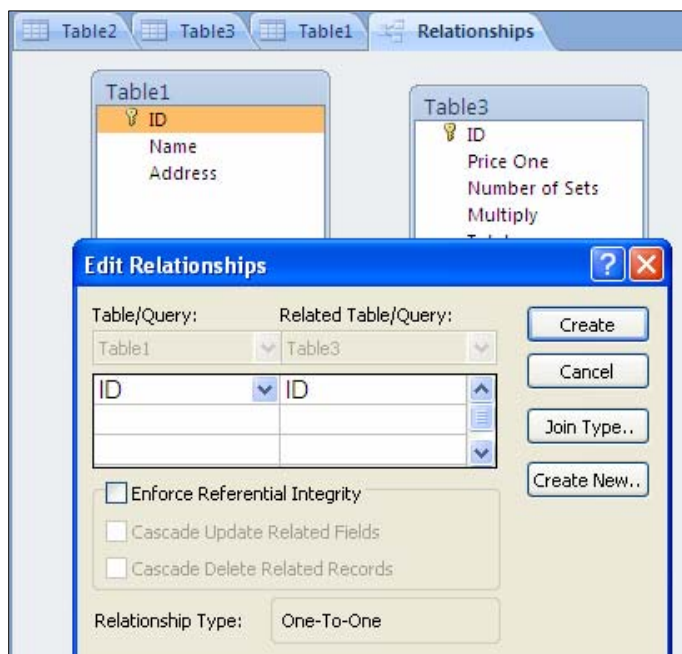 Table2 Table3 Table1 Relationships
Table1
ID
Name
Address
Table3
ID
Price One
Number of Sets
Multiply
Edit Relationships
Table/Query: Related Table/Query:
Table1 Table3
ID ID
Create
Cancel
Join Type..
Create New..
Enforce Referential Integrity
Cascade Update Related Fields
Cascade Delete Related Records
Relationship Type: One-To-One